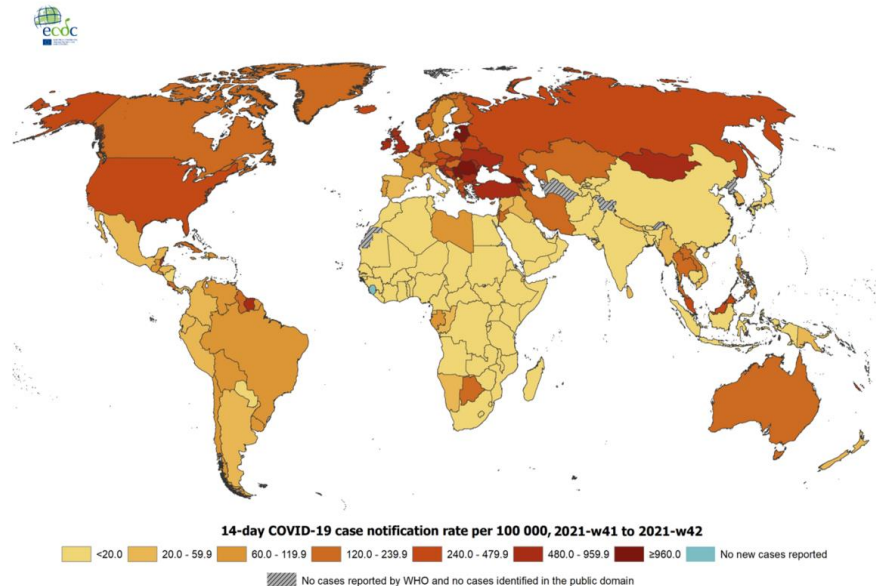 ecdc
14-day COVID-19 case notification rate per 100 000, 2021-w41 to 2021-w42
<20.0 20.0 - 59.9 60.0 - 119.9 120.0 - 239.9 240.0 - 479.9 480.0 - 959.9 ≥960.0 No new cases reported
No cases reported by WHO and no cases identified in the public domain